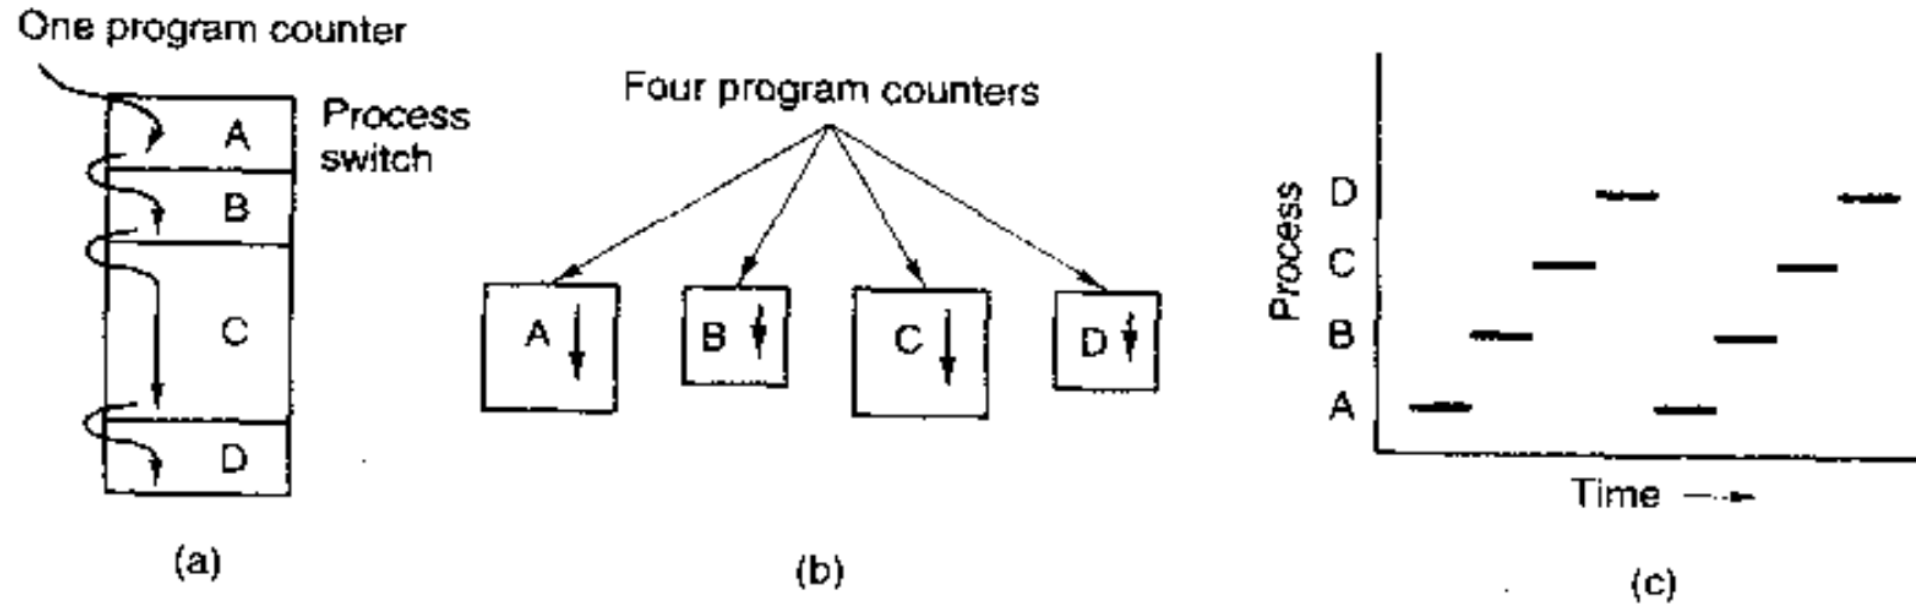 One program counter
Process
switch
A
B
C
D
(a)
Four program counters
A
B
C
D
(b)
Process
D
C
B
A
Time
(c)